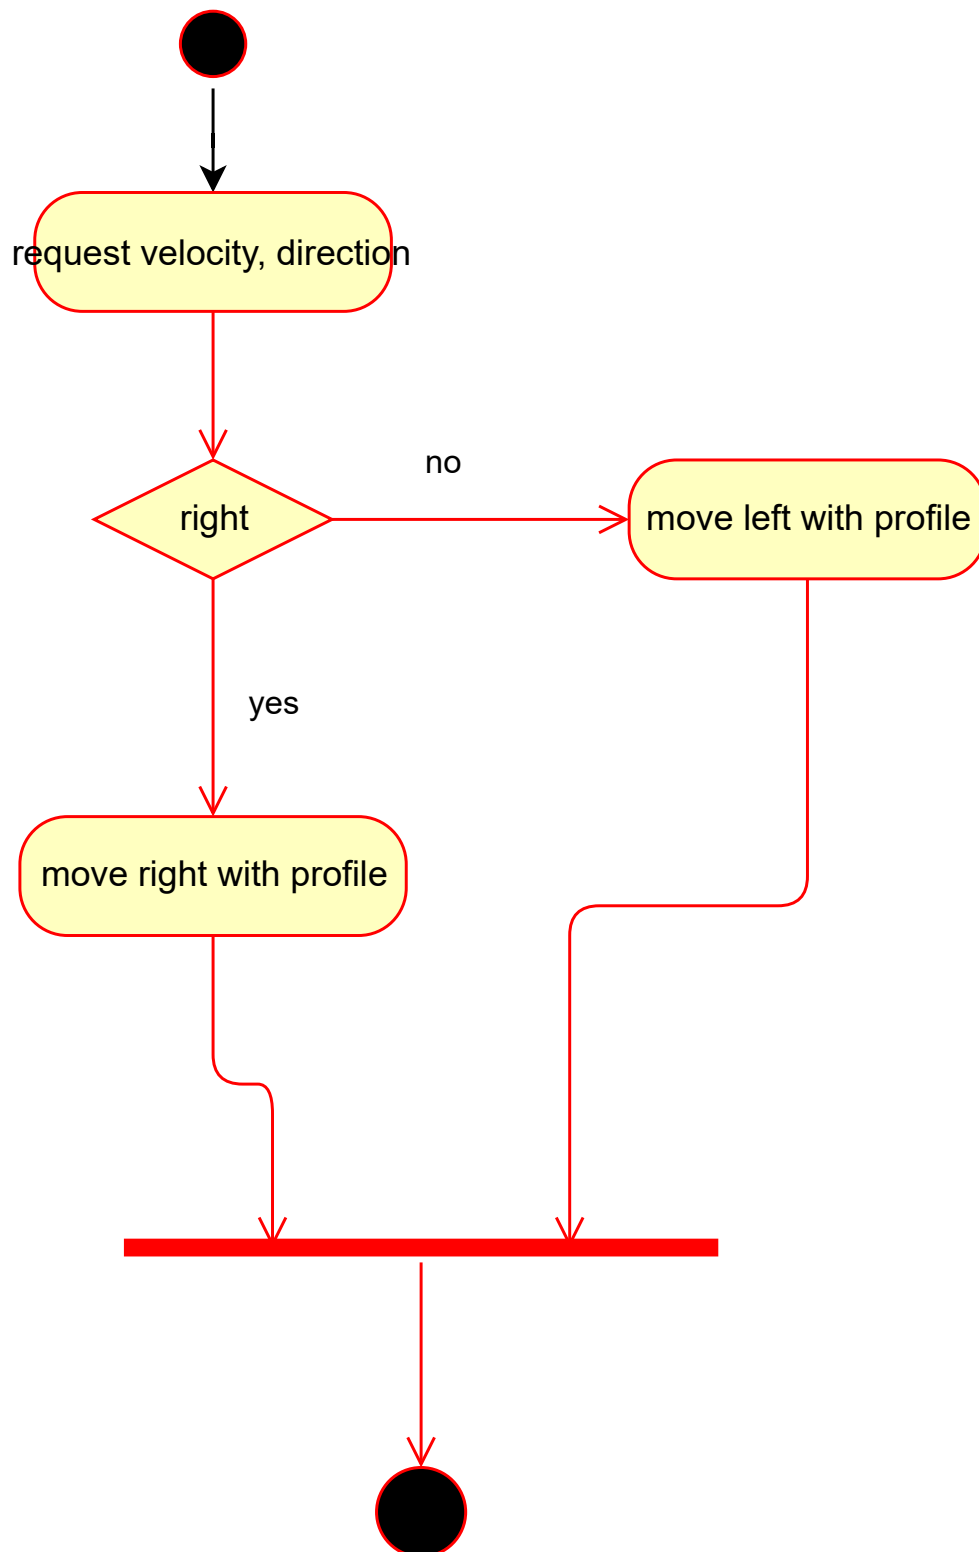 request velocity, direction
no
right
move left with profile
yes
move right with profile